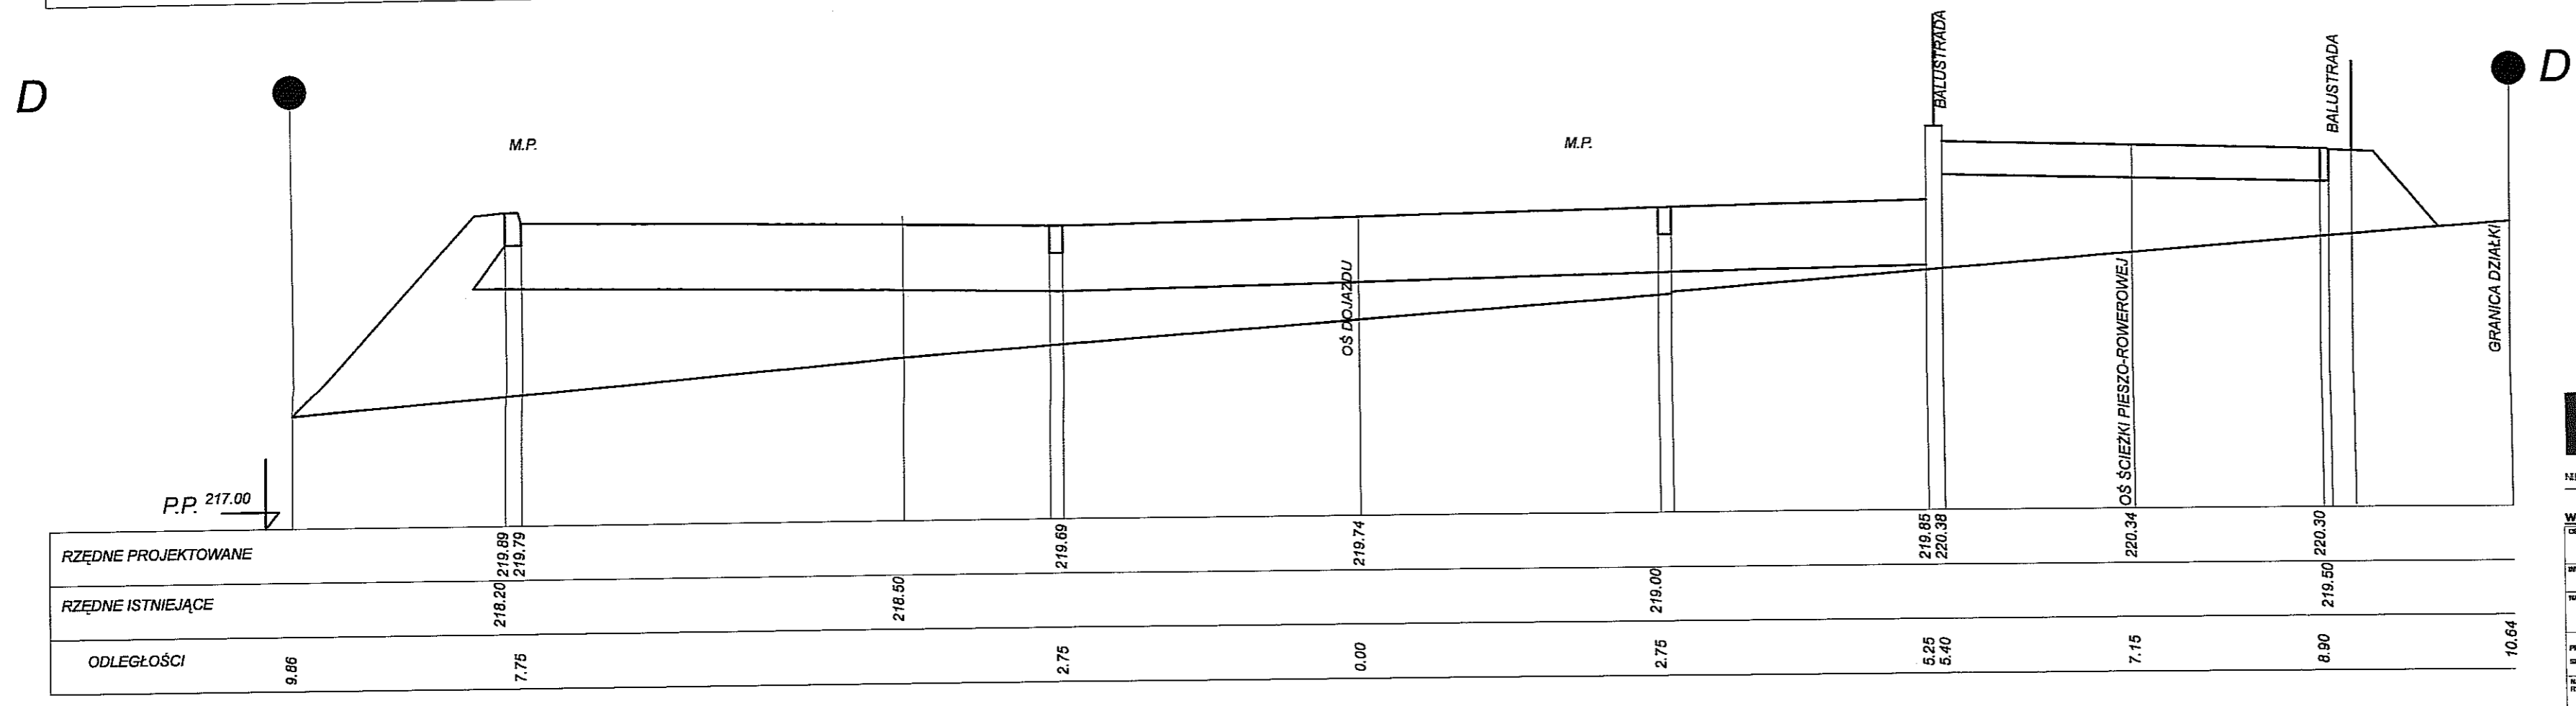 D
D
M.P.
M.P.
BALUSTRADA
BALUSTRADA
OŚ DOJAZDU
OŚ ŚCIEŻKI PIESZO-ROWEROWEJ
GRANICA DZIAŁKI
P.P. 217.00
RZĘDNE PROJEKTOWANE
219.89
219.79
219.69
219.74
219.85
220.38
220.34
220.30
RZĘDNE ISTNIEJĄCE
218.20
218.50
219.00
219.50
ODLEGŁOŚCI
9.86
7.75
2.75
0.00
2.75
5.25
5.40
7.15
8.90
10.64